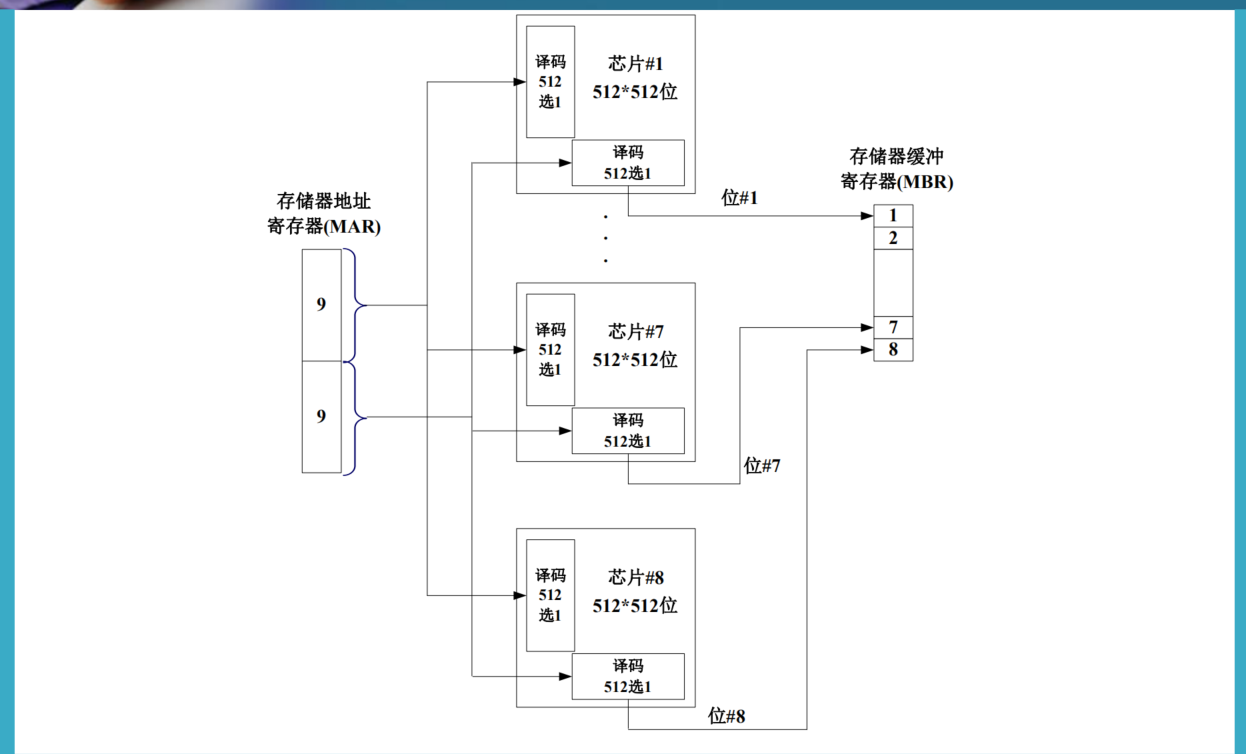 译码
512
选1
芯片#1
512*512位
译码
512选1
位#1
存储器地址
寄存器(MAR)
9
9
存储器缓冲
寄存器(MBR)
1
2
7
8
.
.
.
译码
512
选1
芯片#7
512*512位
译码
512选1
位#7
译码
512
选1
芯片#8
512*512位
译码
512选1
位#8